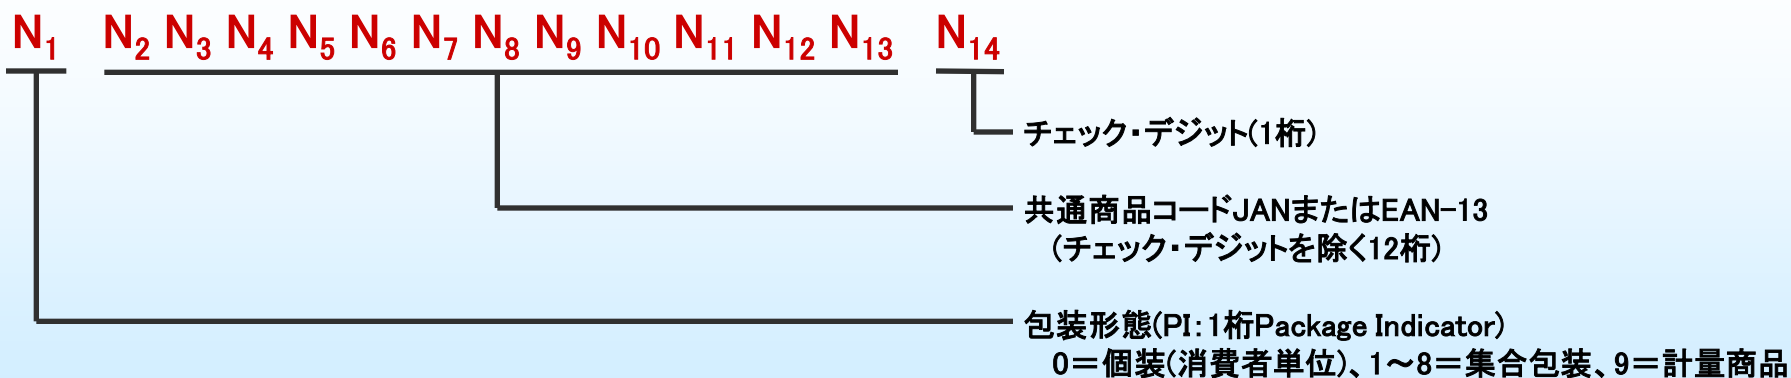 N₁ N₂ N₃ N₄ N₅ N₆ N₇ N₈ N₉ N₁₀ N₁₁ N₁₂ N₁₃ N₁₄
チェック・デジット(1桁)
共通商品コードJANまたはEAN-13
(チェック・デジットを除く12桁)
包装形態(PI:1桁Package Indicator)
0=個装(消費者単位)、1～8=集合包装、9=計量商品